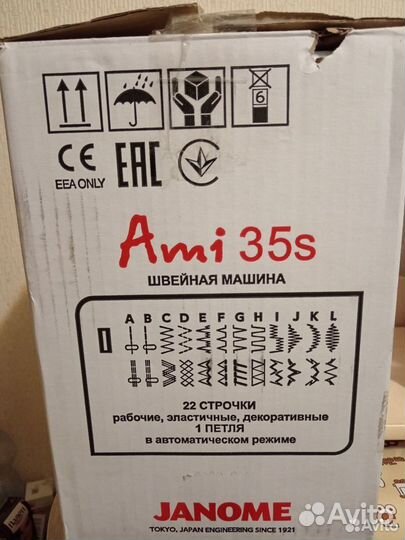 6
CE EAC
EEA ONLY
Ami 35s
ШВЕЙНАЯ МАШИНА
A B C D E F G H I J K L
22 СТРОЧКИ
рабочие, эластичные, декоративные
1 ПЕТЛЯ
в автоматическом режиме
JANOME
TOKYO, JAPAN ENGINEERING SINCE 1921
Avito